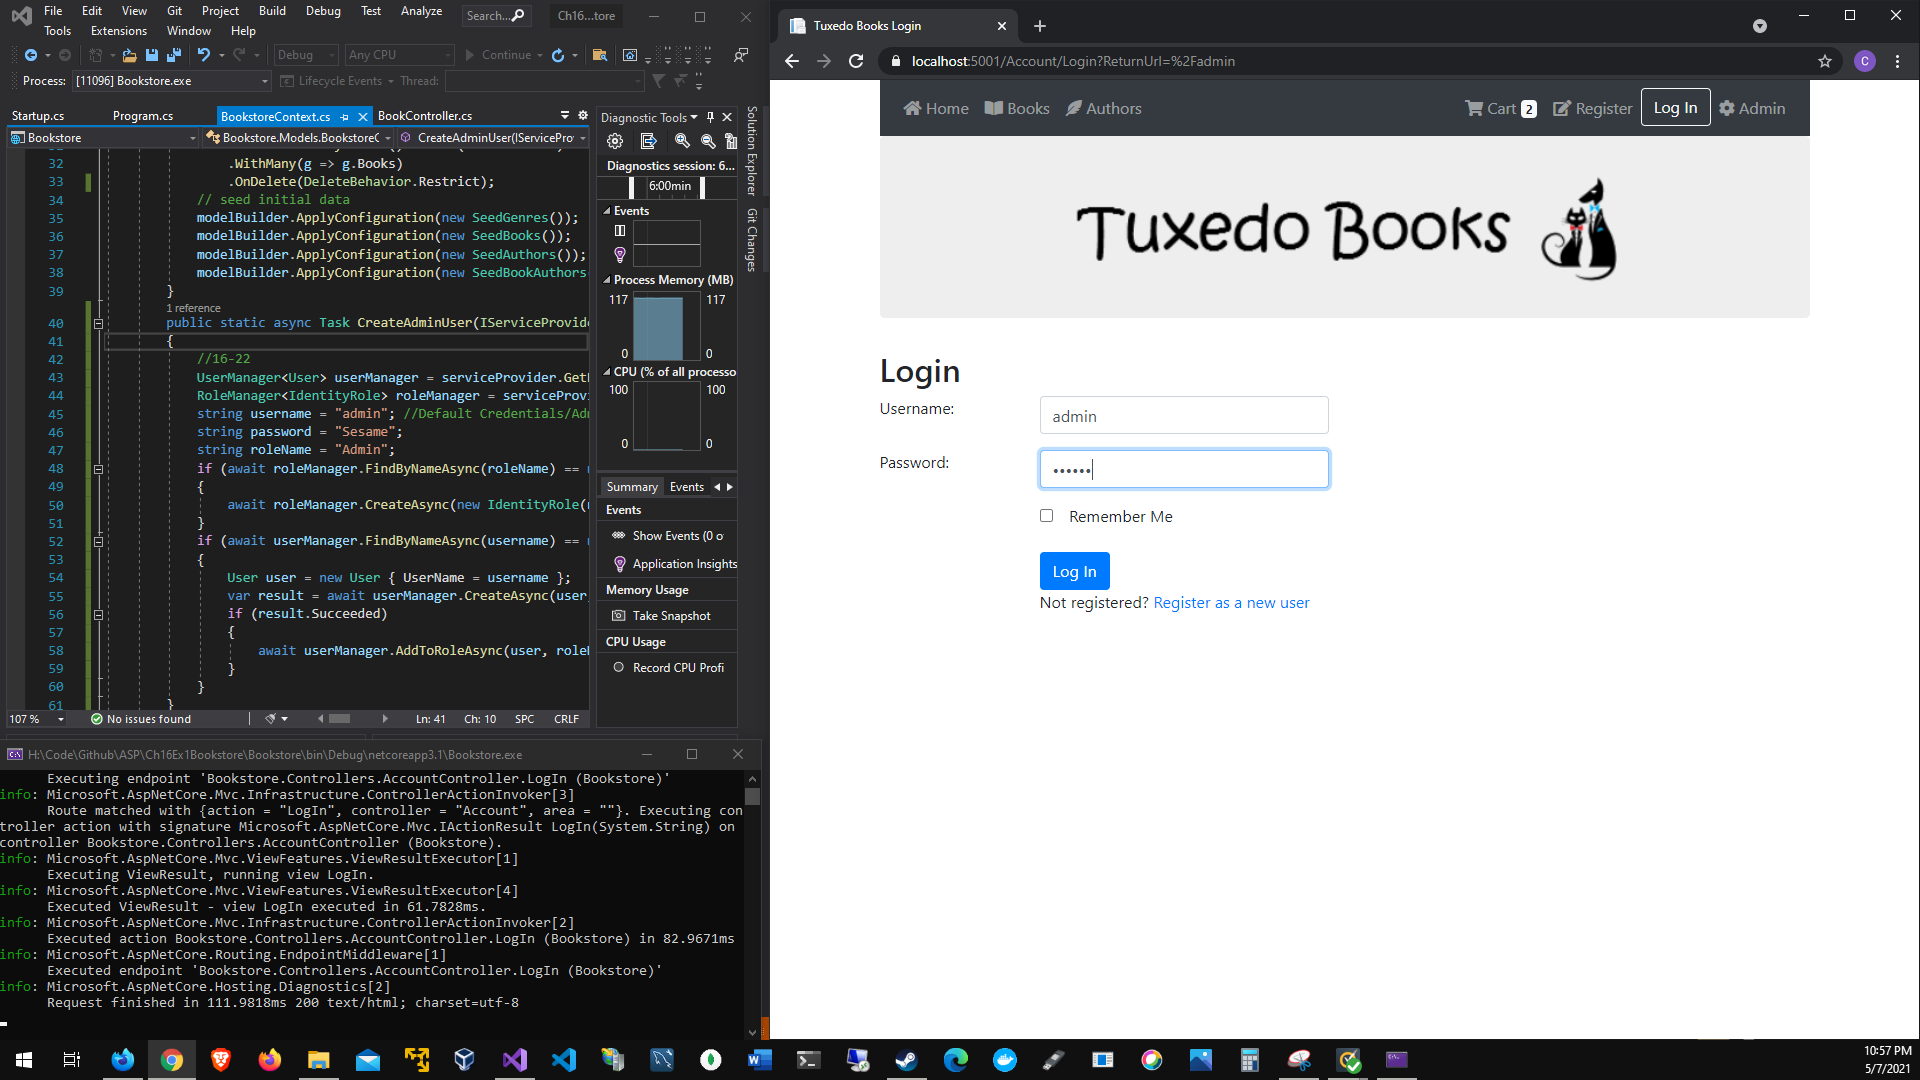 File Edit View Git Project Build Debug Test Analyze Search... Ch16...tore
Tools Extensions Window Help
Debug Any CPU Continue
Process: [11096] Bookstore.exe Lifecycle Events Thread:
Startup.cs Program.cs BookstoreContext.cs BookController.cs
Bookstore Bookstore.Models.BookstoreC CreateAdminUser(IServicePro
32 .WithMany(g => g.Books)
33 .OnDelete(DeleteBehavior.Restrict);
34 // seed initial data
35 modelBuilder.ApplyConfiguration(new SeedGenres());
36 modelBuilder.ApplyConfiguration(new SeedBooks());
37 modelBuilder.ApplyConfiguration(new SeedAuthors());
38 modelBuilder.ApplyConfiguration(new SeedBookAuthors
39 }
1 reference
40 public static async Task CreateAdminUser(IServiceProvide
41 {
42 //16-22
43 UserManager<User> userManager = serviceProvider.Get
44 RoleManager<IdentityRole> roleManager = serviceProvi
45 string username = "admin"; //Default Credentials/Adm
46 string password = "Sesame";
47 string roleName = "Admin";
48 if (await roleManager.FindByNameAsync(roleName) ==
49 {
50 await roleManager.CreateAsync(new IdentityRole(
51 }
52 if (await userManager.FindByNameAsync(username) ==
53 {
54 User user = new User { UserName = username };
55 var result = await userManager.CreateAsync(user,
56 if (result.Succeeded)
57 {
58 await userManager.AddToRoleAsync(user, role
59 }
60 }
61 }
107 % No issues found Ln: 41 Ch: 10 SPC CRLF
Diagnostic Tools
Diagnostics session: 6...
6:00min
Events
Process Memory (MB)
117 117
0 0
CPU (% of all processo
100 100
0 0
Summary Events
Events
Show Events (0 o
Application Insights
Memory Usage
Take Snapshot
CPU Usage
Record CPU Profi
Solution Explorer
Git Changes
H:\Code\Github\ASP\Ch16Ex1Bookstore\Bookstore\bin\Debug\netcoreapp3.1\Bookstore.exe
Executing endpoint 'Bookstore.Controllers.AccountController.LogIn (Bookstore)'
info: Microsoft.AspNetCore.Mvc.Infrastructure.ControllerActionInvoker[3]
Route matched with {action = "LogIn", controller = "Account", area = ""}. Executing con
troller action with signature Microsoft.AspNetCore.Mvc.IActionResult LogIn(System.String) on
controller Bookstore.Controllers.AccountController (Bookstore).
info: Microsoft.AspNetCore.Mvc.ViewFeatures.ViewResultExecutor[1]
Executing ViewResult, running view LogIn.
info: Microsoft.AspNetCore.Mvc.ViewFeatures.ViewResultExecutor[4]
Executed ViewResult - view LogIn executed in 61.7828ms.
info: Microsoft.AspNetCore.Mvc.Infrastructure.ControllerActionInvoker[2]
Executed action Bookstore.Controllers.AccountController.LogIn (Bookstore) in 82.9671ms
info: Microsoft.AspNetCore.Routing.EndpointMiddleware[1]
Executed endpoint 'Bookstore.Controllers.AccountController.LogIn (Bookstore)'
info: Microsoft.AspNetCore.Hosting.Diagnostics[2]
Request finished in 111.9818ms 200 text/html; charset=utf-8
Tuxedo Books Login
localhost:5001/Account/Login?ReturnUrl=%2Fadmin C
Home Books Authors Cart 2 Register Log In Admin
Tuxedo Books
Login
Username: admin
Password: ••••••
Remember Me
Log In
Not registered? Register as a new user
10:57 PM
5/7/2021